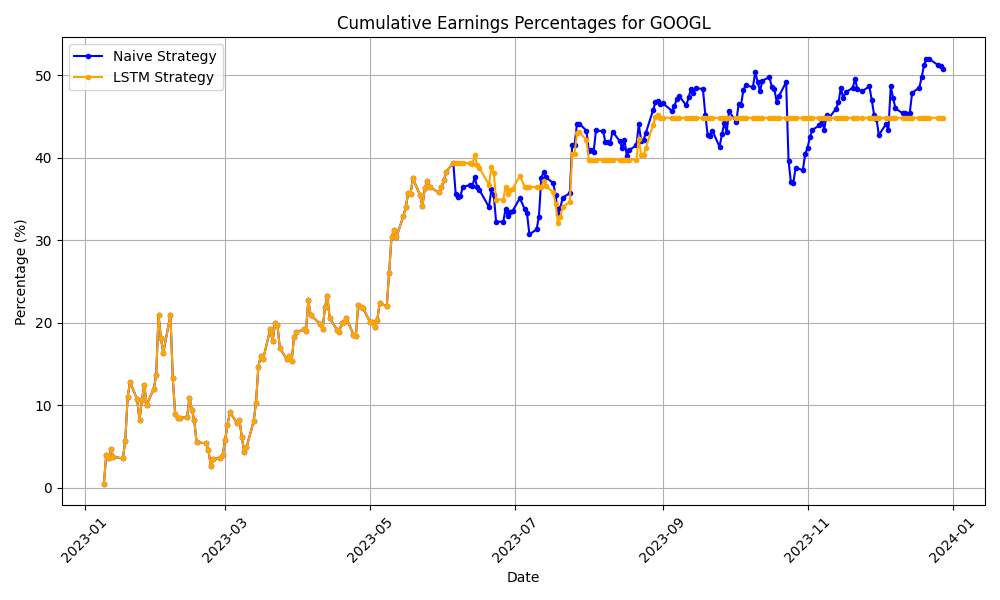 Cumulative Earnings Percentages for GOOGL
Naive Strategy
LSTM Strategy
Percentage (%)
50
40
30
20
10
0
2023-01
2023-03
2023-05
2023-07
2023-09
2023-11
2024-01
Date